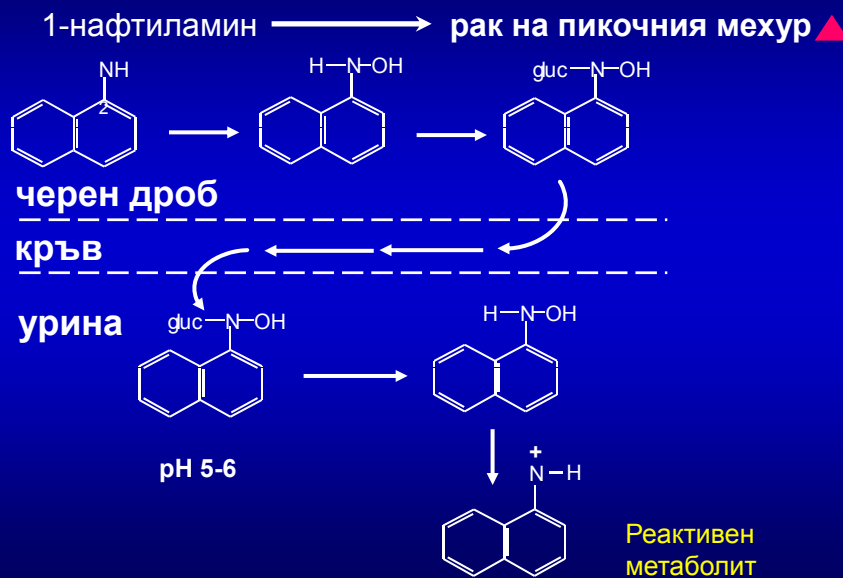 1-нафтиламин рак на пикочния мехур
NH
2
H–N–OH
gluc–N–OH
черен дроб
кръв
урина
gluc–N–OH
H–N–OH
pH 5-6
+
N–H
Реактивен
метаболит